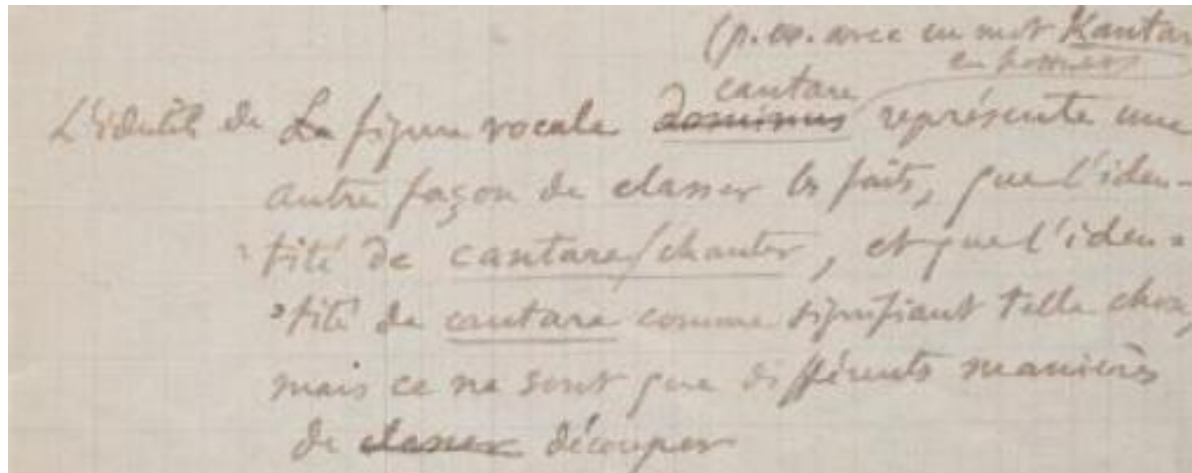 (p. ex. avec un mot Kantar
en
cantare
L'identité de La figure vocale dominus représente une
autre façon de classer les faits, que l'iden-
tité de cantare/chanter, et que l'iden-
tité de cantare comme signifiant telle chose,
mais ce ne sont que différents manières
de classer découper